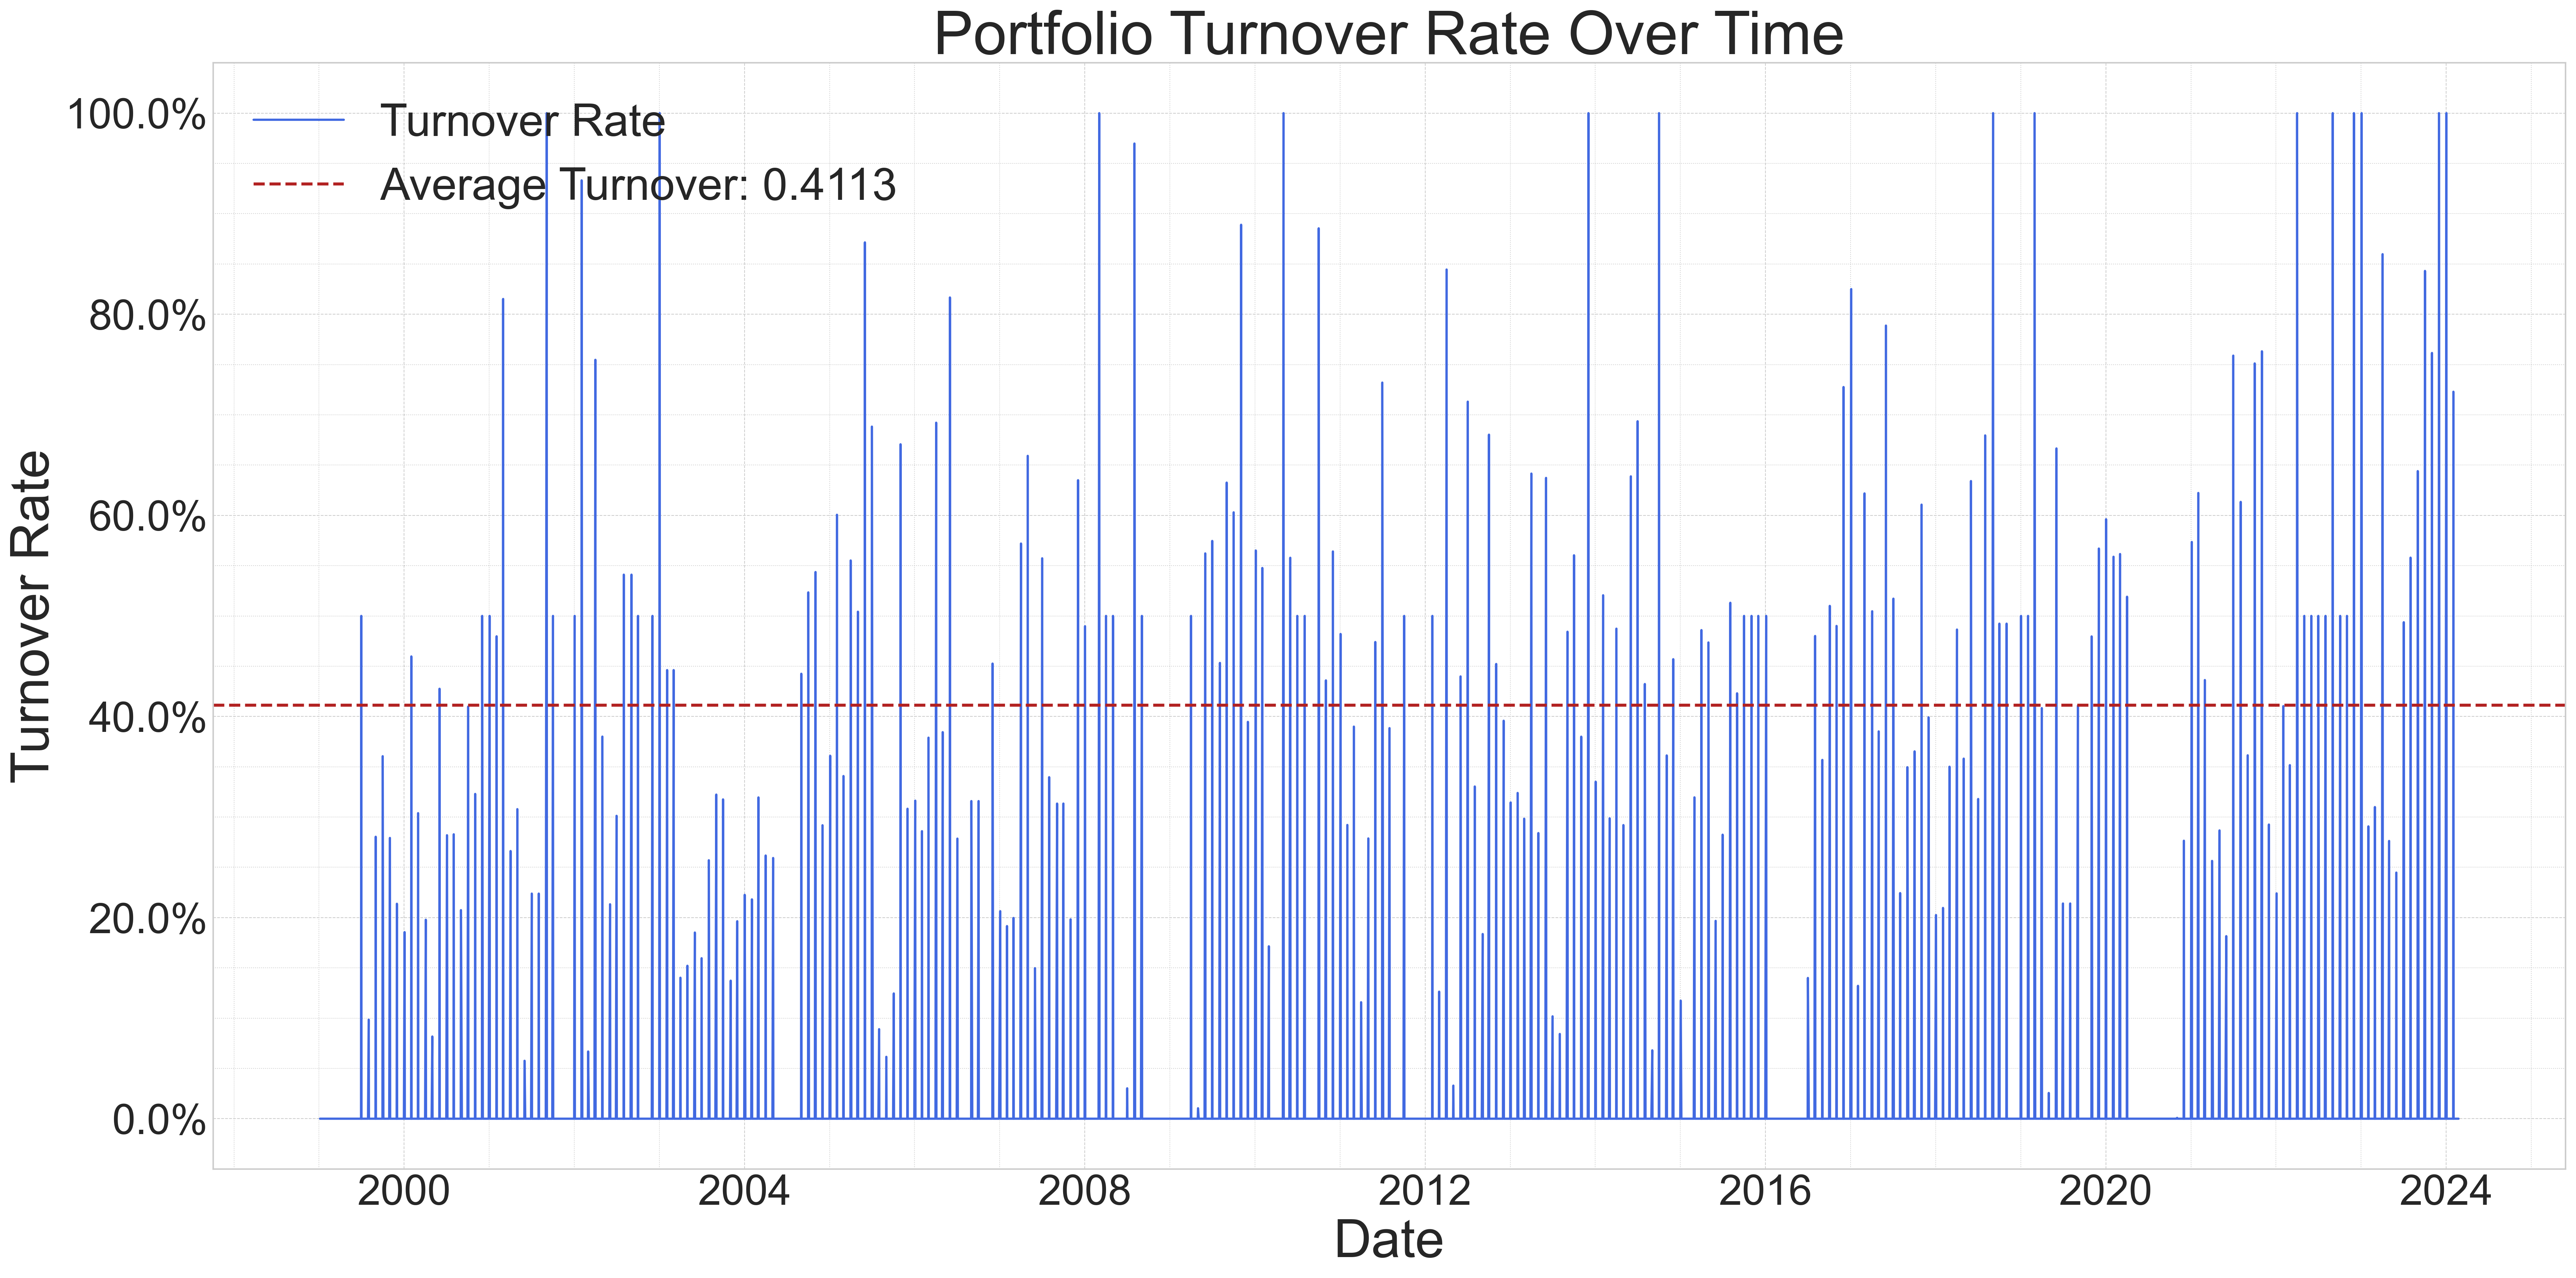 Portfolio Turnover Rate Over Time
Turnover Rate
Average Turnover: 0.4113
100.0%
80.0%
60.0%
40.0%
20.0%
0.0%
Turnover Rate
2000 2004 2008 2012 2016 2020 2024
Date